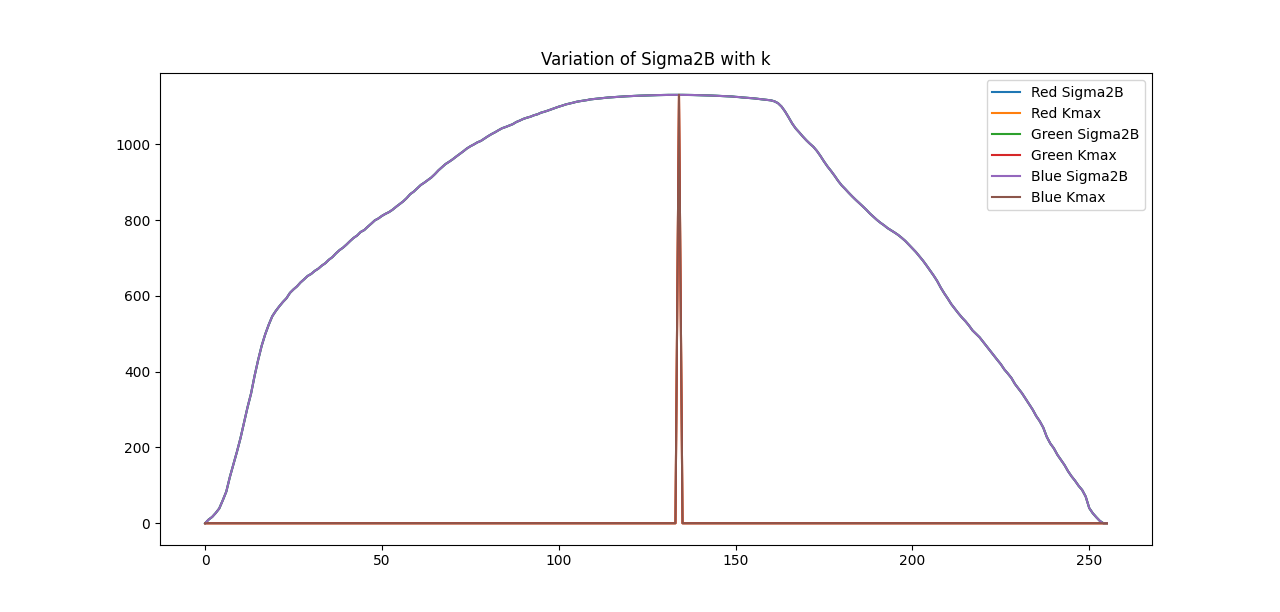 Variation of Sigma2B with k
Red Sigma2B
Red Kmax
Green Sigma2B
Green Kmax
Blue Sigma2B
Blue Kmax
1000
800
600
400
200
0
0 50 100 150 200 250